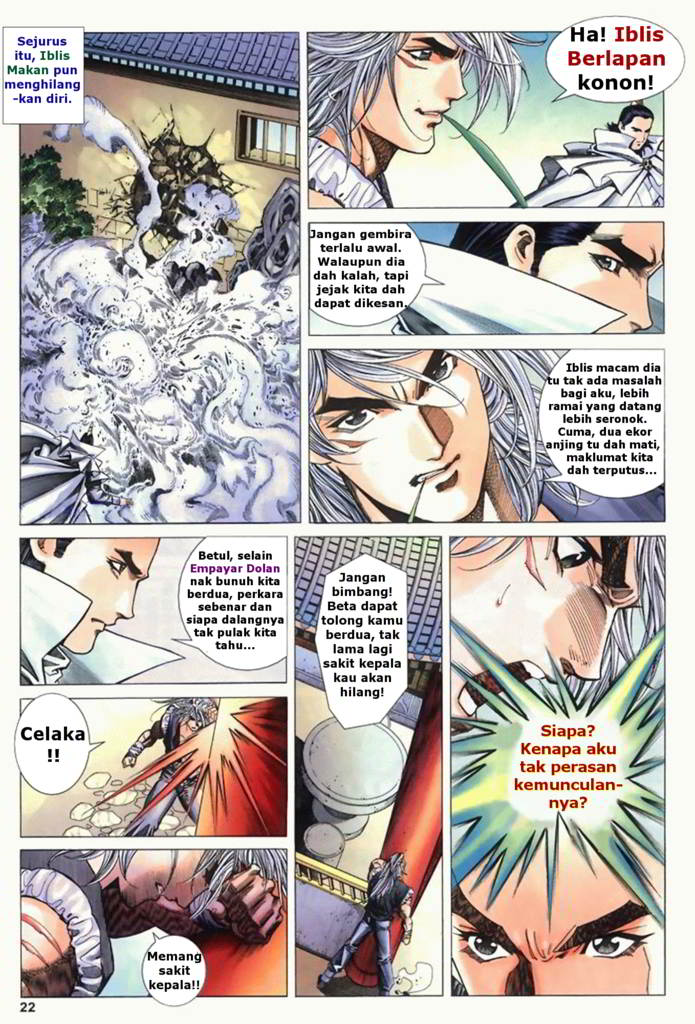 Sejurus
itu, Iblis
Makan pun
menghilang
-kan diri.
Ha! Iblis
Berlapan
konon!
Jangan gembira
terlalu awal.
Walaupun dia
dah kalah, tapi
jejak kita dah
dapat dikesan.
Iblis macam dia
tu tak ada masalah
bagi aku, lebih
ramai yang datang
lebih seronok.
Cuma, dua ekor
anjing tu dah mati,
maklumat kita
dah terputus...
Betul, selain
Empayar Dolan
nak bunuh kita
berdua, perkara
sebenar dan
siapa dalangnya
tak pulak kita
tahu...
Celaka
!!
Memang
sakit
kepala!!
Jangan
bimbang!
Beta dapat
tolong kamu
berdua, tak
lama lagi
sakit kepala
kau akan
hilang!
Siapa?
Kenapa aku
tak perasan
kemunculan-
nya?
22